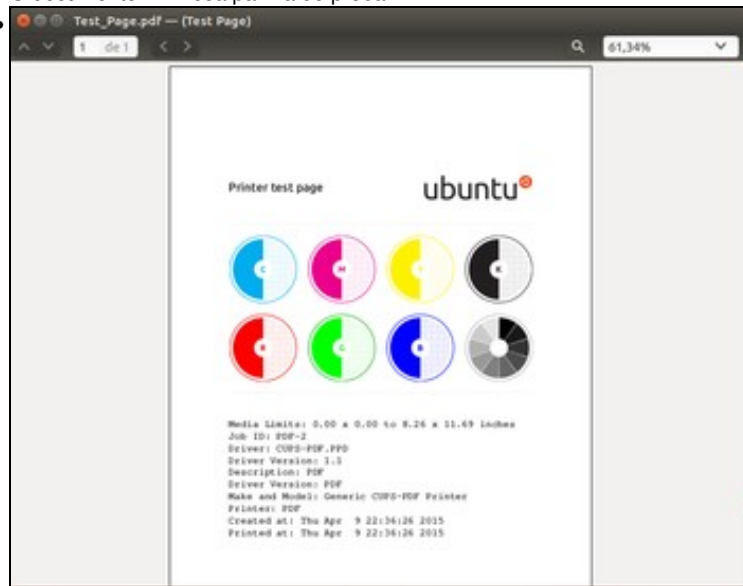 Test_Page.pdf — (Test Page)
1 de 1 61,34%
Printer test page ubuntu
C M Y K
R G B
Media Limits: 0.00 x 0.00 to 8.26 x 11.69 inches
Job ID: PDF-2
Driver: CUPS-PDF.PPD
Driver Version: 1.1
Description: PDF
Driver Version: PDF
Make and Model: Generic CUPS-PDF Printer
Printer: PDF
Created at: Thu Apr 9 22:36:26 2015
Printed at: Thu Apr 9 22:36:26 2015